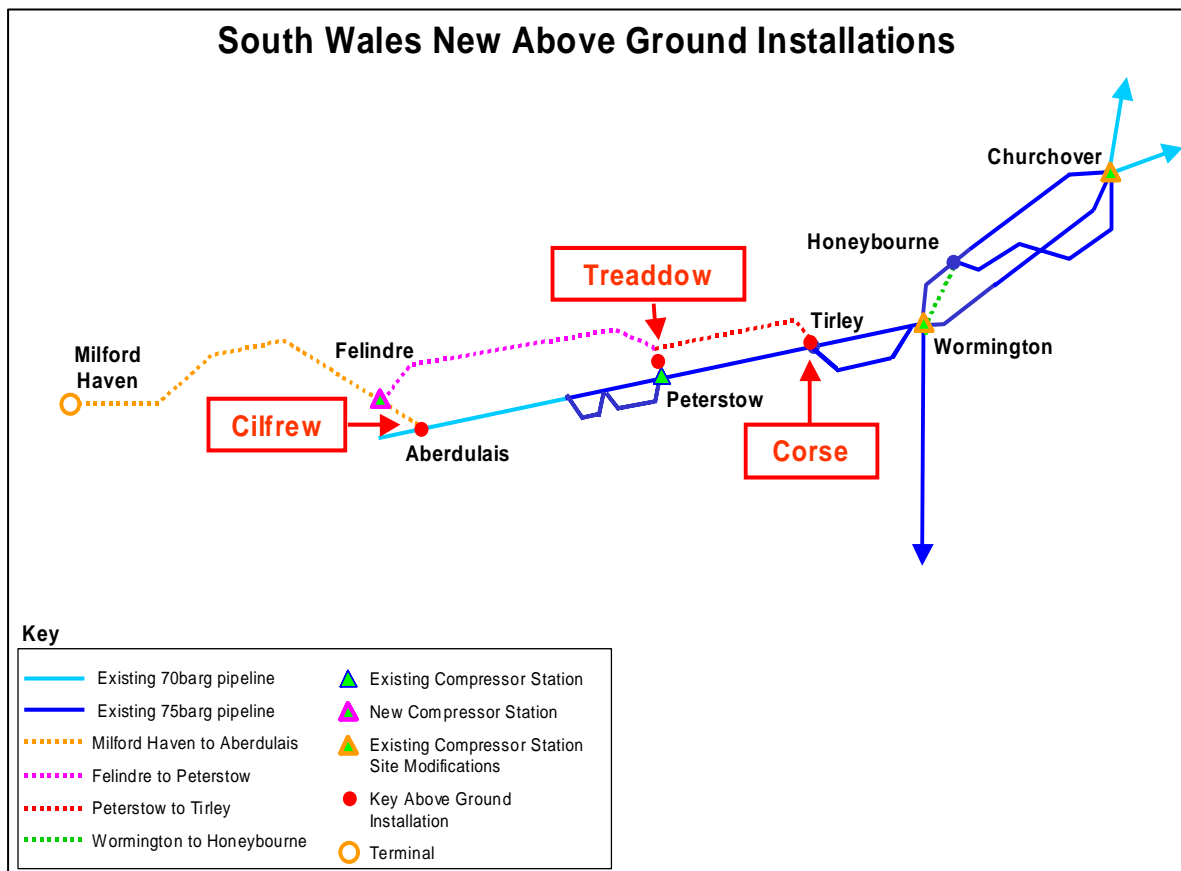 South Wales New Above Ground Installations
Churchover
Honeybourne
Treaddow
Tirley
Milford
Haven
Felindre
Wormington
Peterstow
Cilfrew
Corse
Aberdulais
Key
Existing 70barg pipeline
Existing 75barg pipeline
Milford Haven to Aberdulais
Felindre to Peterstow
Peterstow to Tirley
Wormington to Honeybourne
Existing Compressor Station
New Compressor Station
Existing Compressor Station
Site Modifications
Key Above Ground
Installation
Terminal